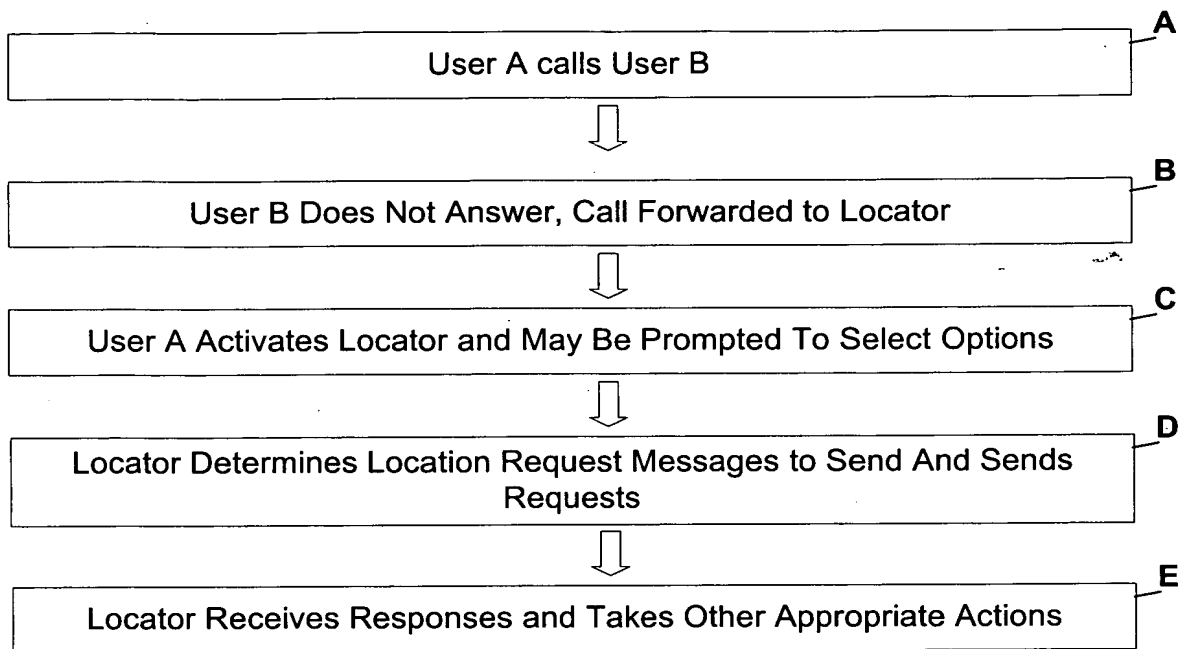 A
User A calls User B
B
User B Does Not Answer, Call Forwarded to Locator
C
User A Activates Locator and May Be Prompted To Select Options
D
Locator Determines Location Request Messages to Send And Sends
Requests
E
Locator Receives Responses and Takes Other Appropriate Actions